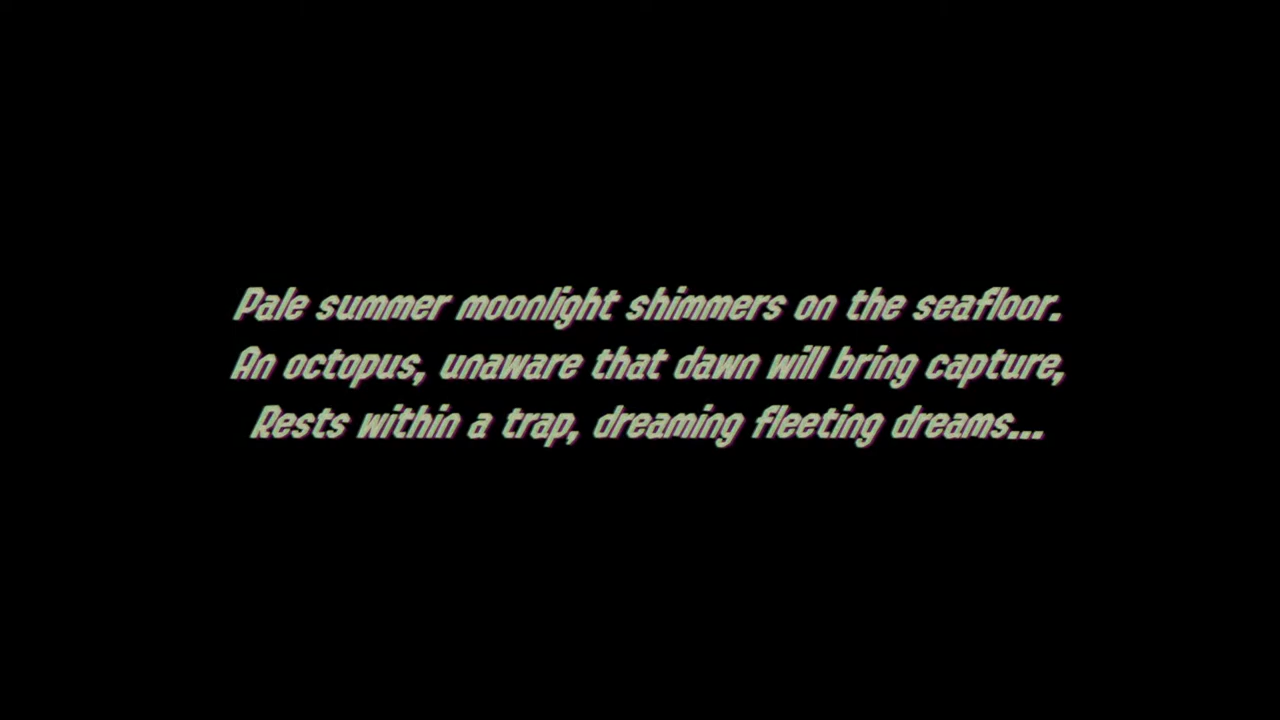 Pale summer moonlight shimmers on the seafloor.
An octopus, unaware that dawn will bring capture,
Rests within a trap, dreaming fleeting dreams...